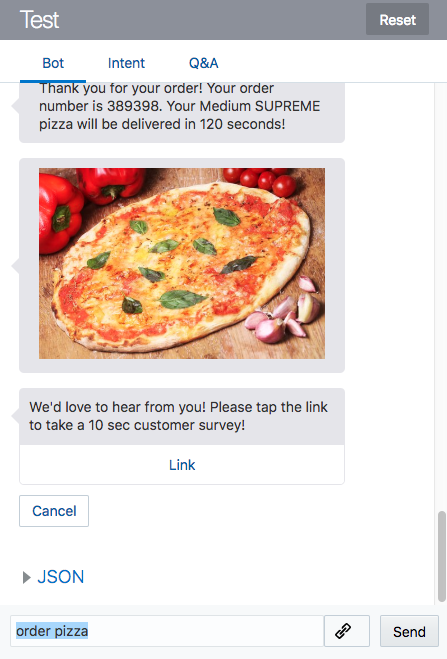 Test
Reset
Bot
Intent
Q&A
Thank you for your order! Your order
number is 389398. Your Medium SUPREME
pizza will be delivered in 120 seconds!
We'd love to hear from you! Please tap the link
to take a 10 sec customer survey!
Link
Cancel
JSON
order pizza
Send